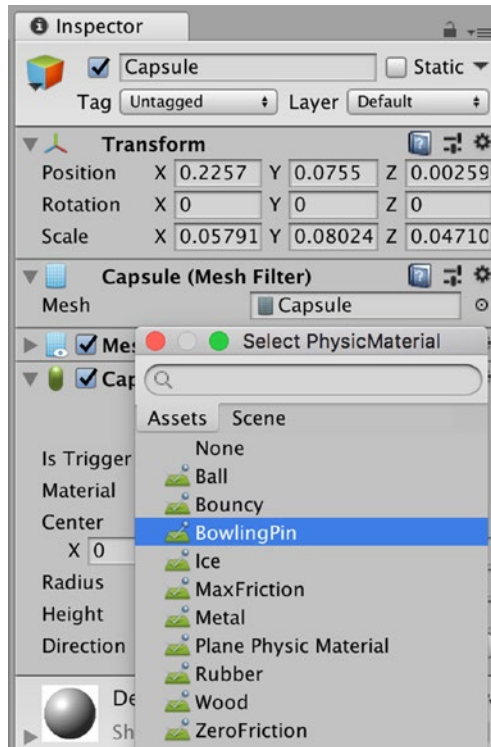 Inspector
Capsule Static
Tag Untagged Layer Default
Transform
Position X 0.2257 Y 0.0755 Z 0.00259
Rotation X 0 Y 0 Z 0
Scale X 0.05791 Y 0.08024 Z 0.04710
Capsule (Mesh Filter)
Mesh Capsule
Mes
Select PhysicMaterial
Cap
Assets Scene
None
Is Trigger
Ball
Material
Bouncy
Center
BowlingPin
X 0
Ice
Radius
MaxFriction
Height
Metal
Direction
Plane Physic Material
Rubber
De
Wood
Sh
ZeroFriction